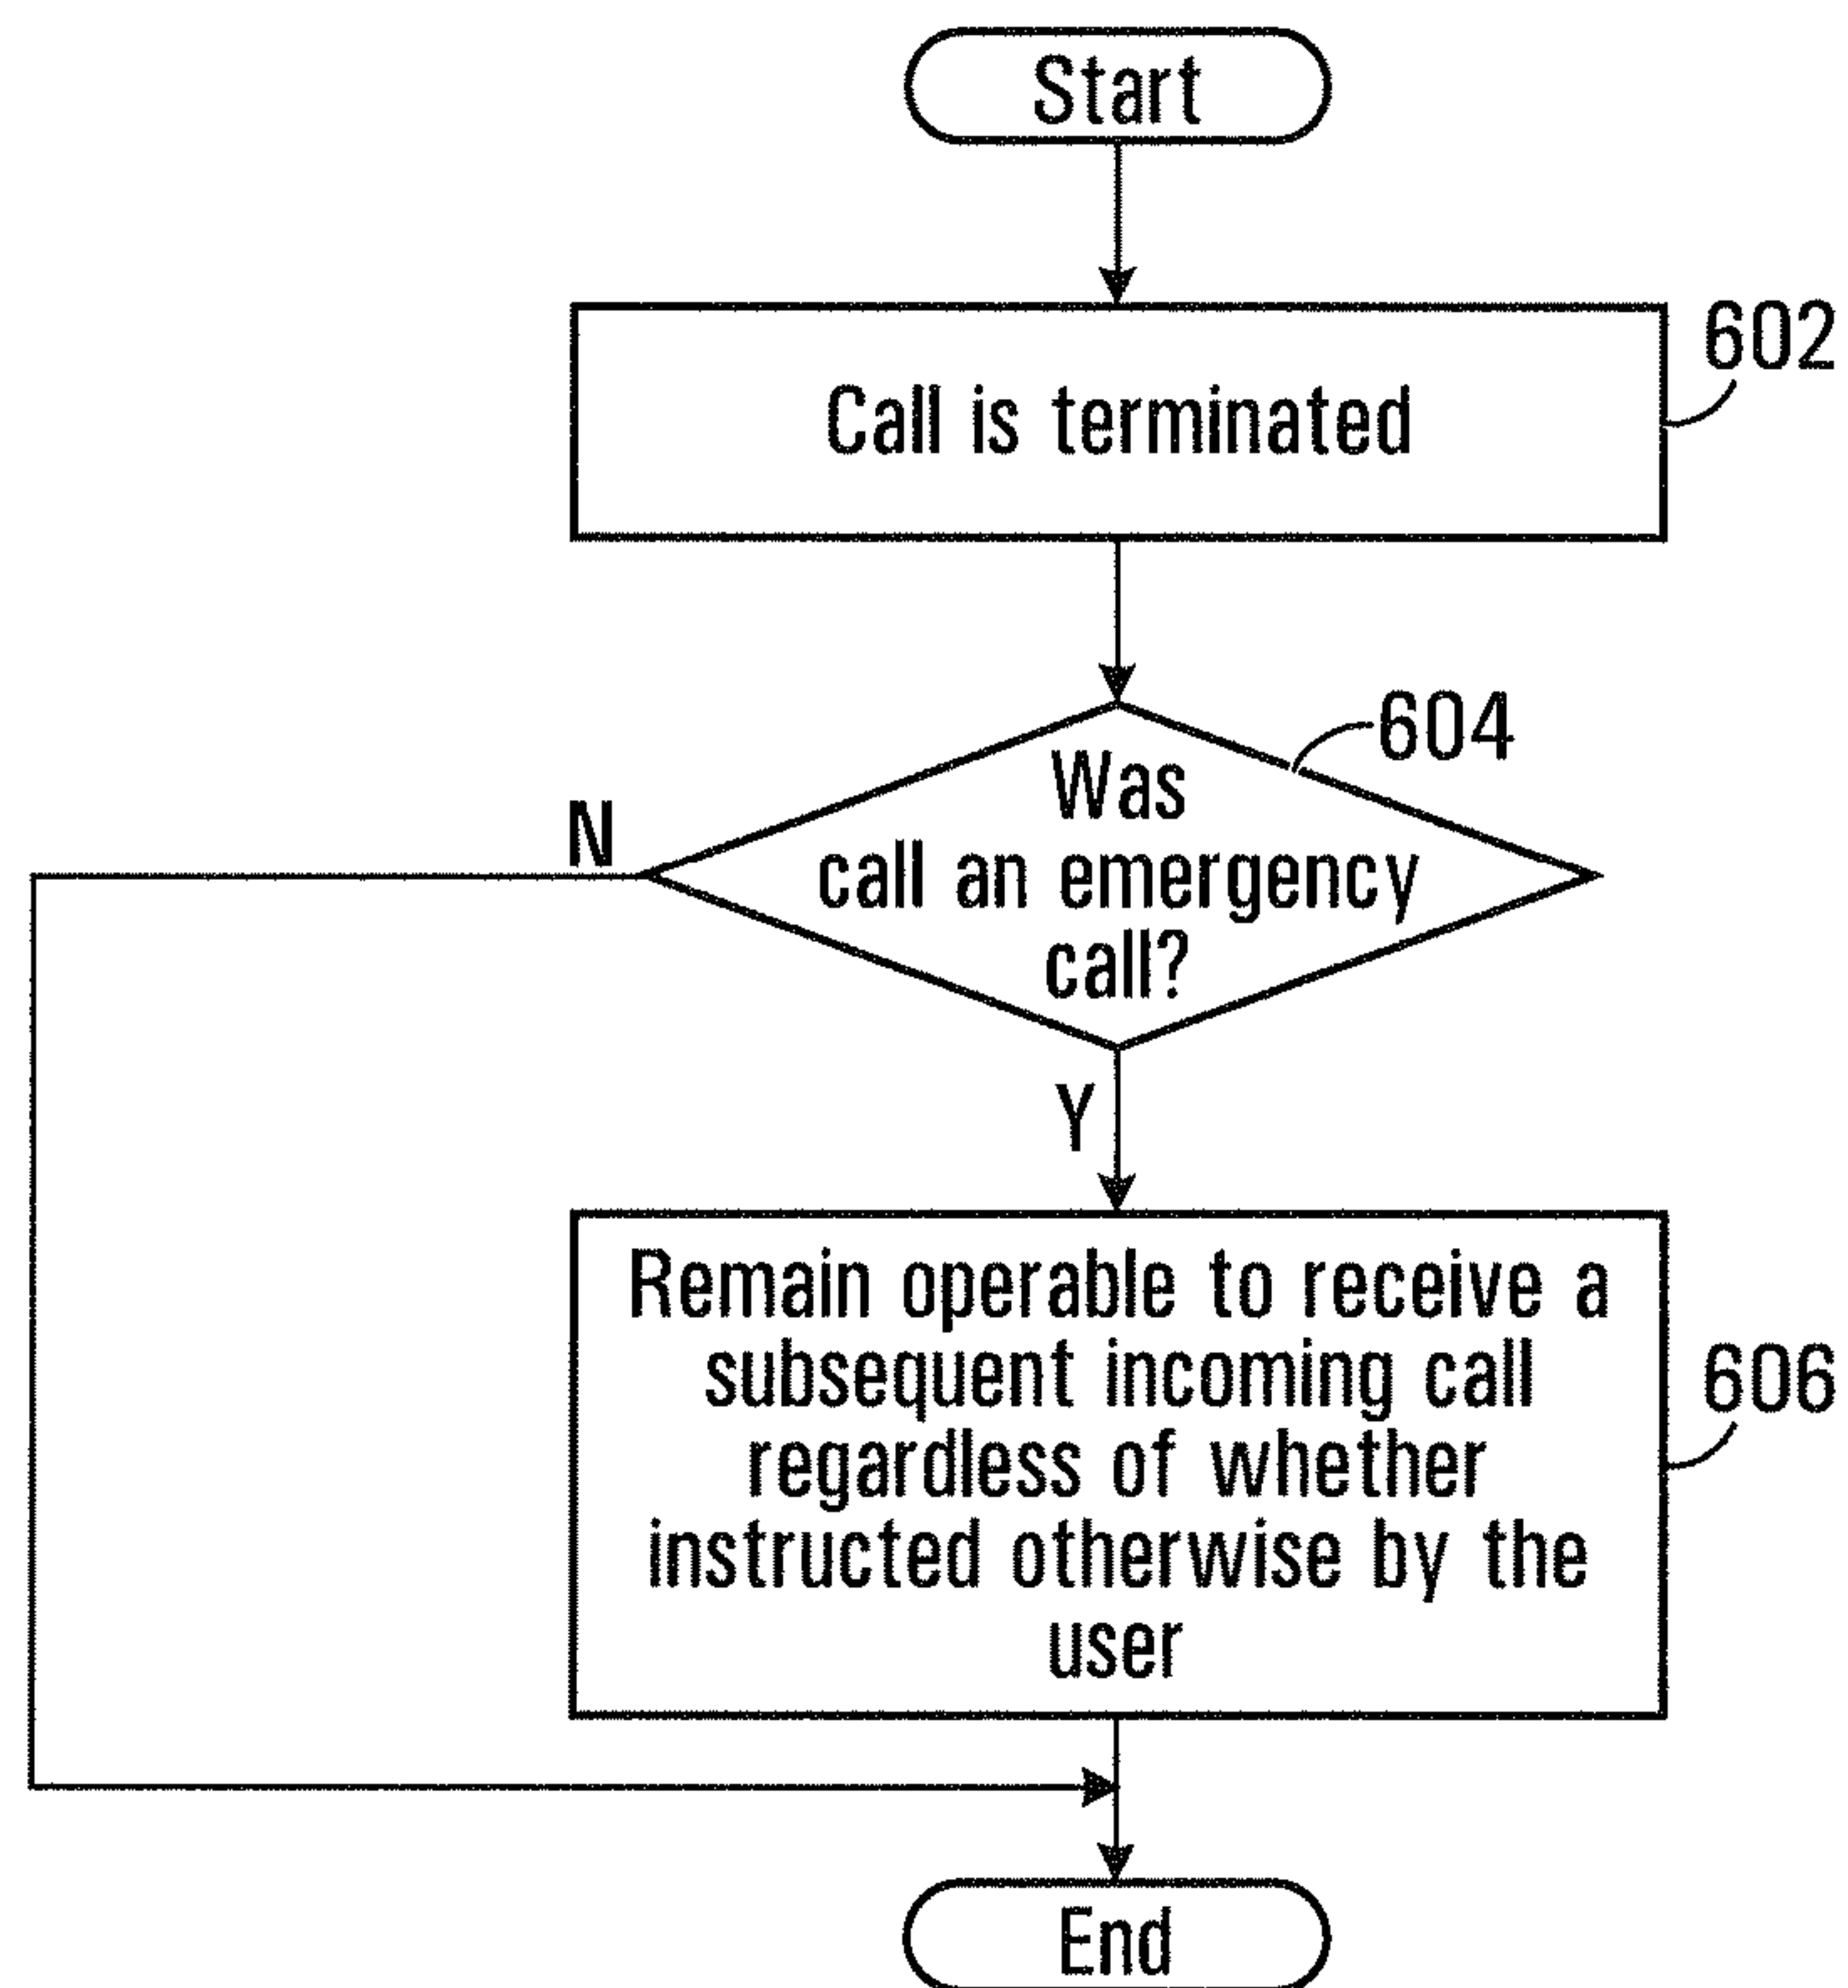 Start
602
Call is terminated
604
Was
call an emergency
call?
N
Y
Remain operable to receive a
subsequent incoming call
606
regardless of whether
instructed otherwise by the
user
End